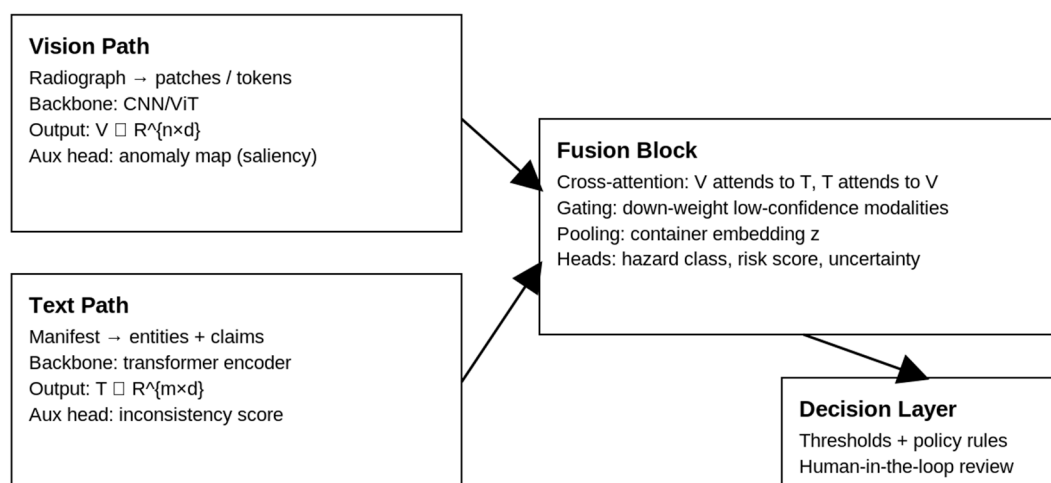 Vision Path
Radiograph → patches / tokens
Backbone: CNN/ViT
Output: V □ R^{n×d}
Aux head: anomaly map (saliency)
Fusion Block
Cross-attention: V attends to T, T attends to V
Gating: down-weight low-confidence modalities
Pooling: container embedding z
Heads: hazard class, risk score, uncertainty
Text Path
Manifest → entities + claims
Backbone: transformer encoder
Output: T □ R^{m×d}
Aux head: inconsistency score
Decision Layer
Thresholds + policy rules
Human-in-the-loop review